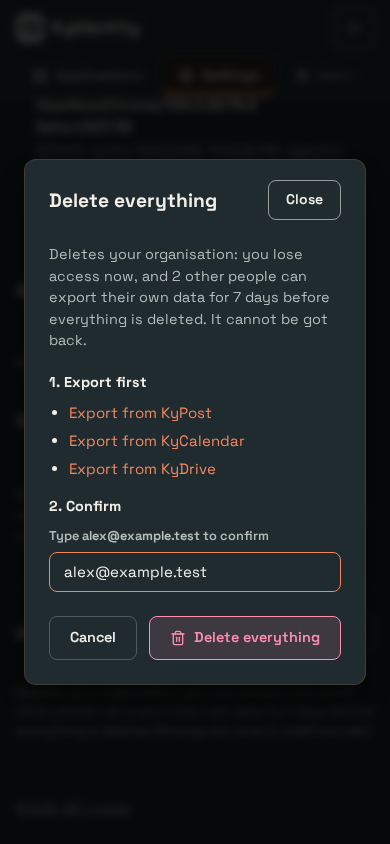 Delete everything
Close
Deletes your organisation: you lose
access now, and 2 other people can
export their own data for 7 days before
everything is deleted. It cannot be got
back.
1. Export first
• Export from KyPost
• Export from KyCalendar
• Export from KyDrive
2. Confirm
Type alex@example.test to confirm
alex@example.test
Cancel
Delete everything